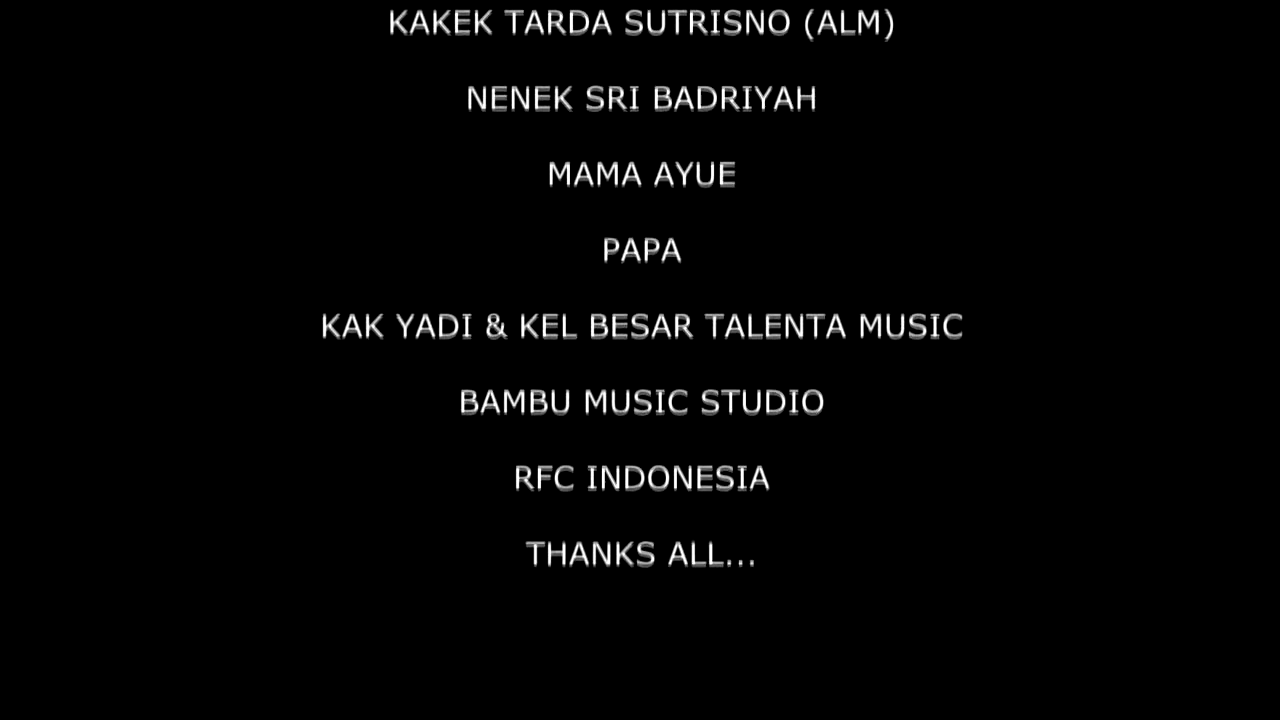 KAKEK TARDA SUTRISNO (ALM)
NENEK SRI BADRIYAH
MAMA AYUE
PAPA
KAK YADI & KEL BESAR TALENTA MUSIC
BAMBU MUSIC STUDIO
RFC INDONESIA
THANKS ALL...